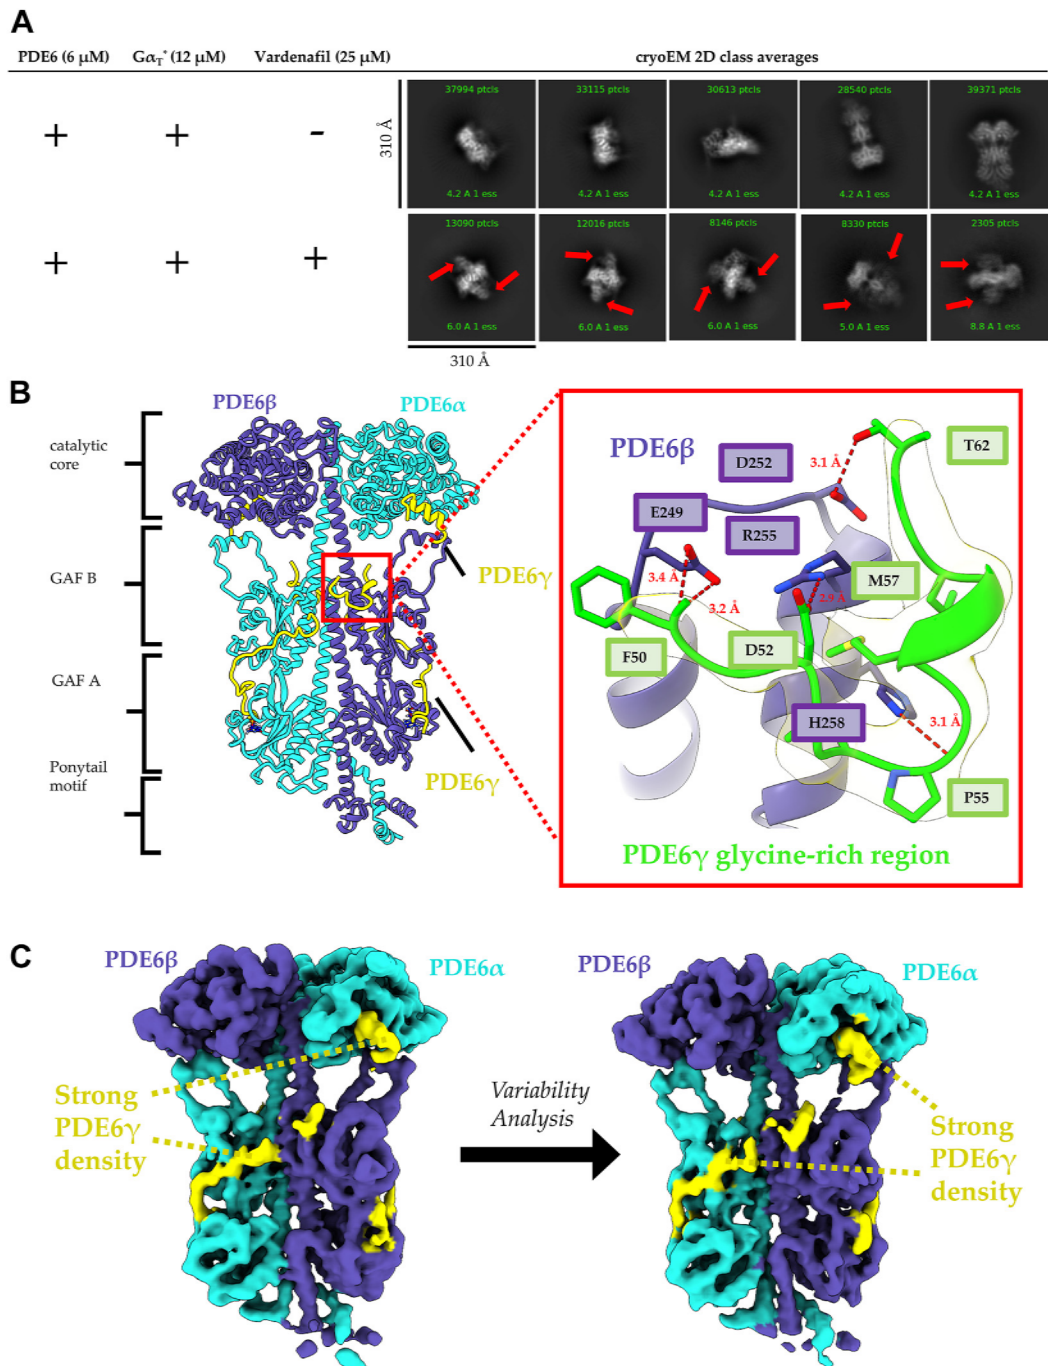 A
PDE6 (6 μM) GαT* (12 μM) Vardenafil (25 μM) cryoEM 2D class averages
37994 ptcls 33115 ptcls 30613 ptcls 28540 ptcls 39371 ptcls
+ + -
310 Å
4.2 A 1 ess 4.2 A 1 ess 4.2 A 1 ess 4.2 A 1 ess 4.2 A 1 ess
13090 ptcls 12016 ptcls 8146 ptcls 8330 ptcls 2305 ptcls
+ + +
6.0 A 1 ess 6.0 A 1 ess 6.0 A 1 ess 5.0 A 1 ess 8.8 A 1 ess
310 Å
B
PDE6β PDE6α
catalytic
core
GAF B
PDE6γ
GAF A
PDE6γ
Ponytail
motif
PDE6β
D252
T62
3.1 Å
E249
R255
3.4 Å
3.2 Å
2.9 Å
M57
F50
D52
H258
3.1 Å
P55
PDE6γ glycine-rich region
C
PDE6β PDE6α
Strong
PDE6γ
density
Variability
Analysis
PDE6β PDE6α
Strong
PDE6γ
density